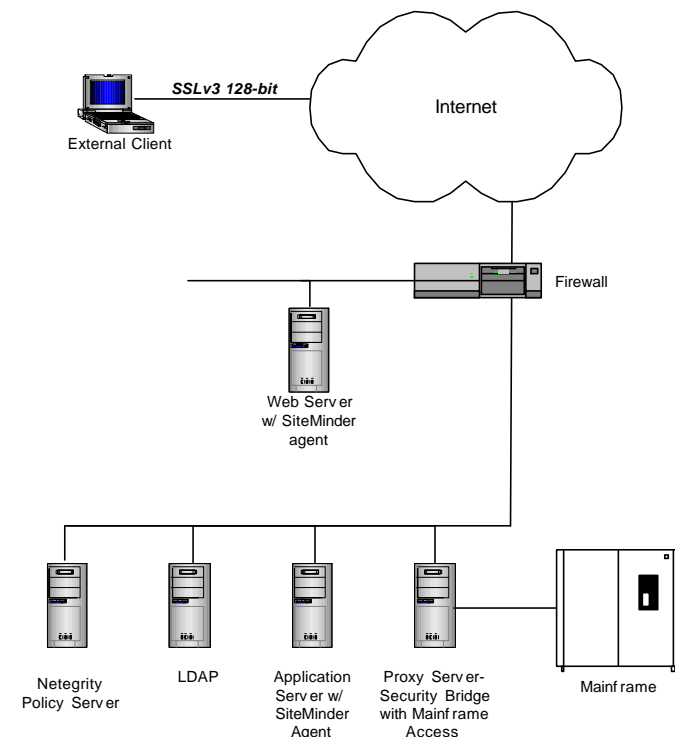 SSLv3 128-bit
Internet
External Client
Firewall
Web Server
w/ SiteMinder
agent
Netegrity
Policy Server
LDAP
Application
Server w/
SiteMinder
Agent
Proxy Server-
Security Bridge
with Mainframe
Access
Mainframe